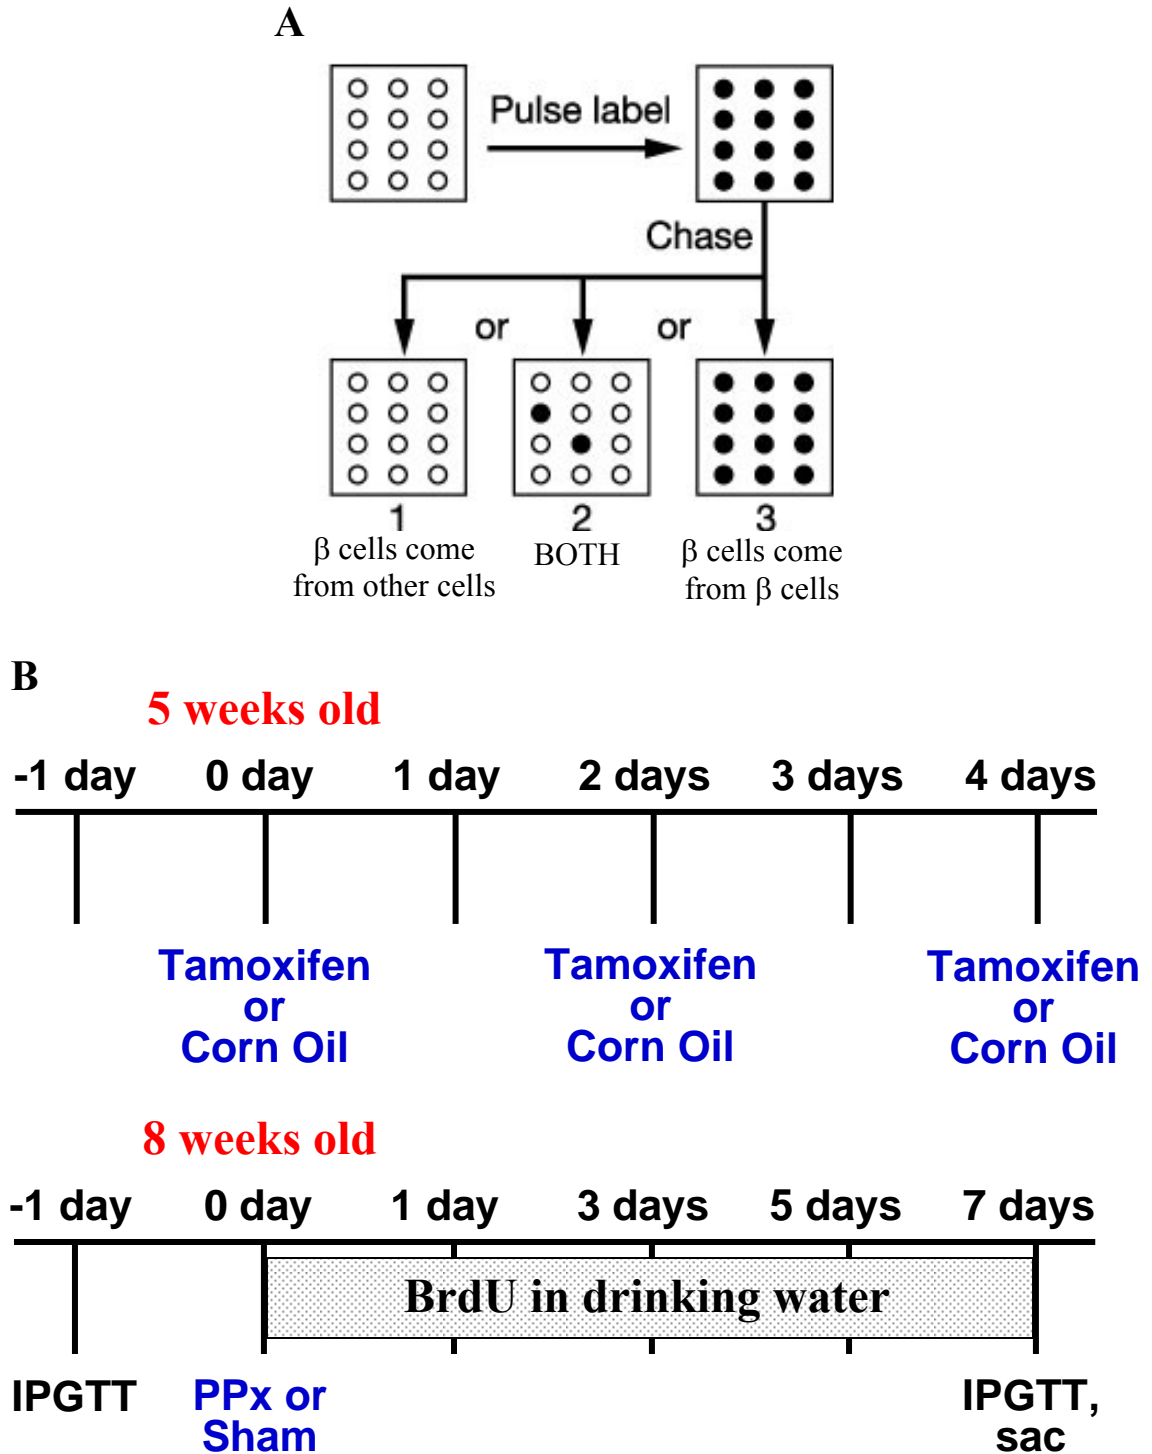 A
Pulse label
Chase
or
or
1
2
3
β cells come
from other cells
BOTH
β cells come
from β cells
B
5 weeks old
-1 day 0 day 1 day 2 days 3 days 4 days
Tamoxifen
or
Corn Oil
Tamoxifen
or
Corn Oil
Tamoxifen
or
Corn Oil
8 weeks old
-1 day 0 day 1 day 3 days 5 days 7 days
BrdU in drinking water
IPGTT
PPx or
Sham
IPGTT,
sac